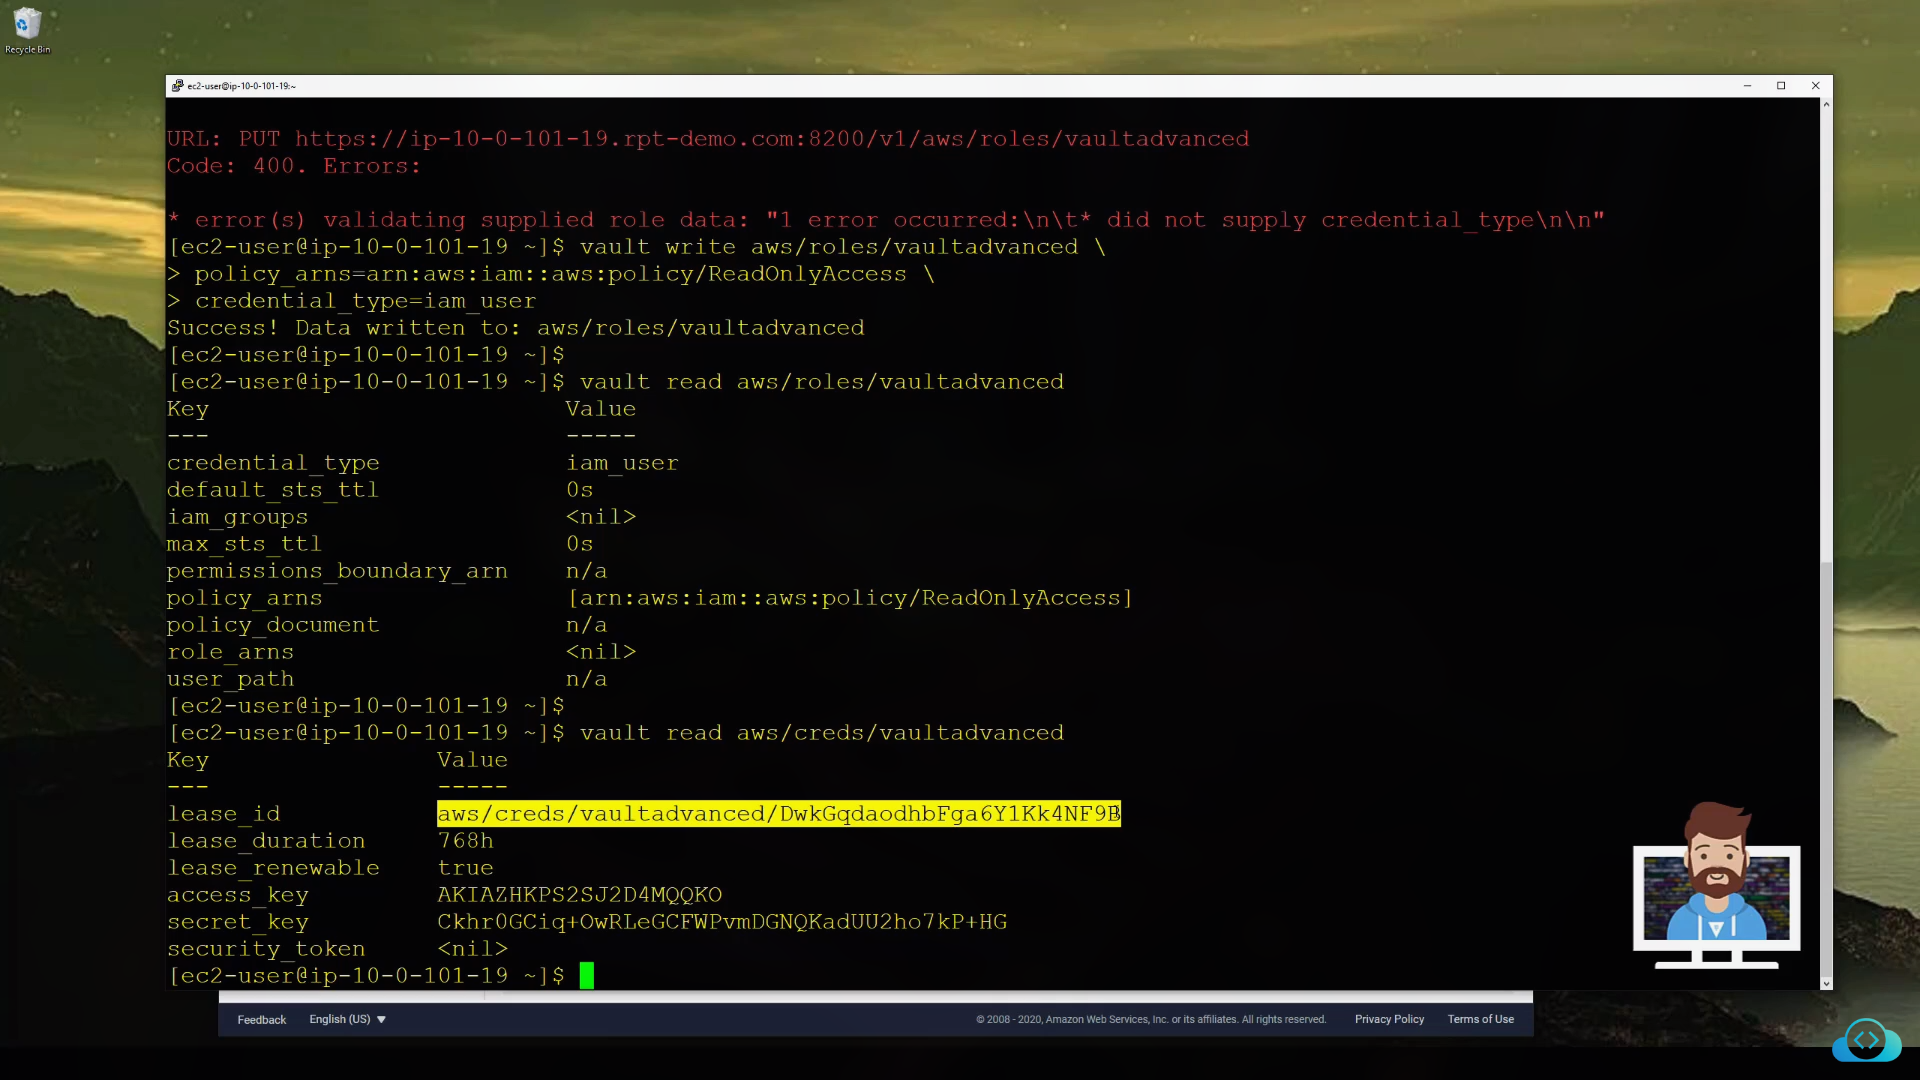 Recycle Bin
ec2-user@ip-10-0-101-19:~
URL: PUT https://ip-10-0-101-19.rpt-demo.com:8200/v1/aws/roles/vaultadvanced
Code: 400. Errors:
* error(s) validating supplied role data: "1 error occurred:\n\t* did not supply credential_type\n\n"
[ec2-user@ip-10-0-101-19 ~]$ vault write aws/roles/vaultadvanced \
> policy_arns=arn:aws:iam::aws:policy/ReadOnlyAccess \
> credential_type=iam_user
Success! Data written to: aws/roles/vaultadvanced
[ec2-user@ip-10-0-101-19 ~]$
[ec2-user@ip-10-0-101-19 ~]$ vault read aws/roles/vaultadvanced
Key Value
--- -----
credential_type iam_user
default_sts_ttl 0s
iam_groups <nil>
max_sts_ttl 0s
permissions_boundary_arn n/a
policy_arns [arn:aws:iam::aws:policy/ReadOnlyAccess]
policy_document n/a
role_arns <nil>
user_path n/a
[ec2-user@ip-10-0-101-19 ~]$
[ec2-user@ip-10-0-101-19 ~]$ vault read aws/creds/vaultadvanced
Key Value
--- -----
lease_id aws/creds/vaultadvanced/DwkGqdaodhbFga6Y1Kk4NF9B
lease_duration 768h
lease_renewable true
access_key AKIAZHKPS2SJ2D4MQQKO
secret_key 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
security_token <nil>
[ec2-user@ip-10-0-101-19 ~]$
Feedback English (US) © 2008 - 2020, Amazon Web Services, Inc. or its affiliates. All rights reserved. Privacy Policy Terms of Use